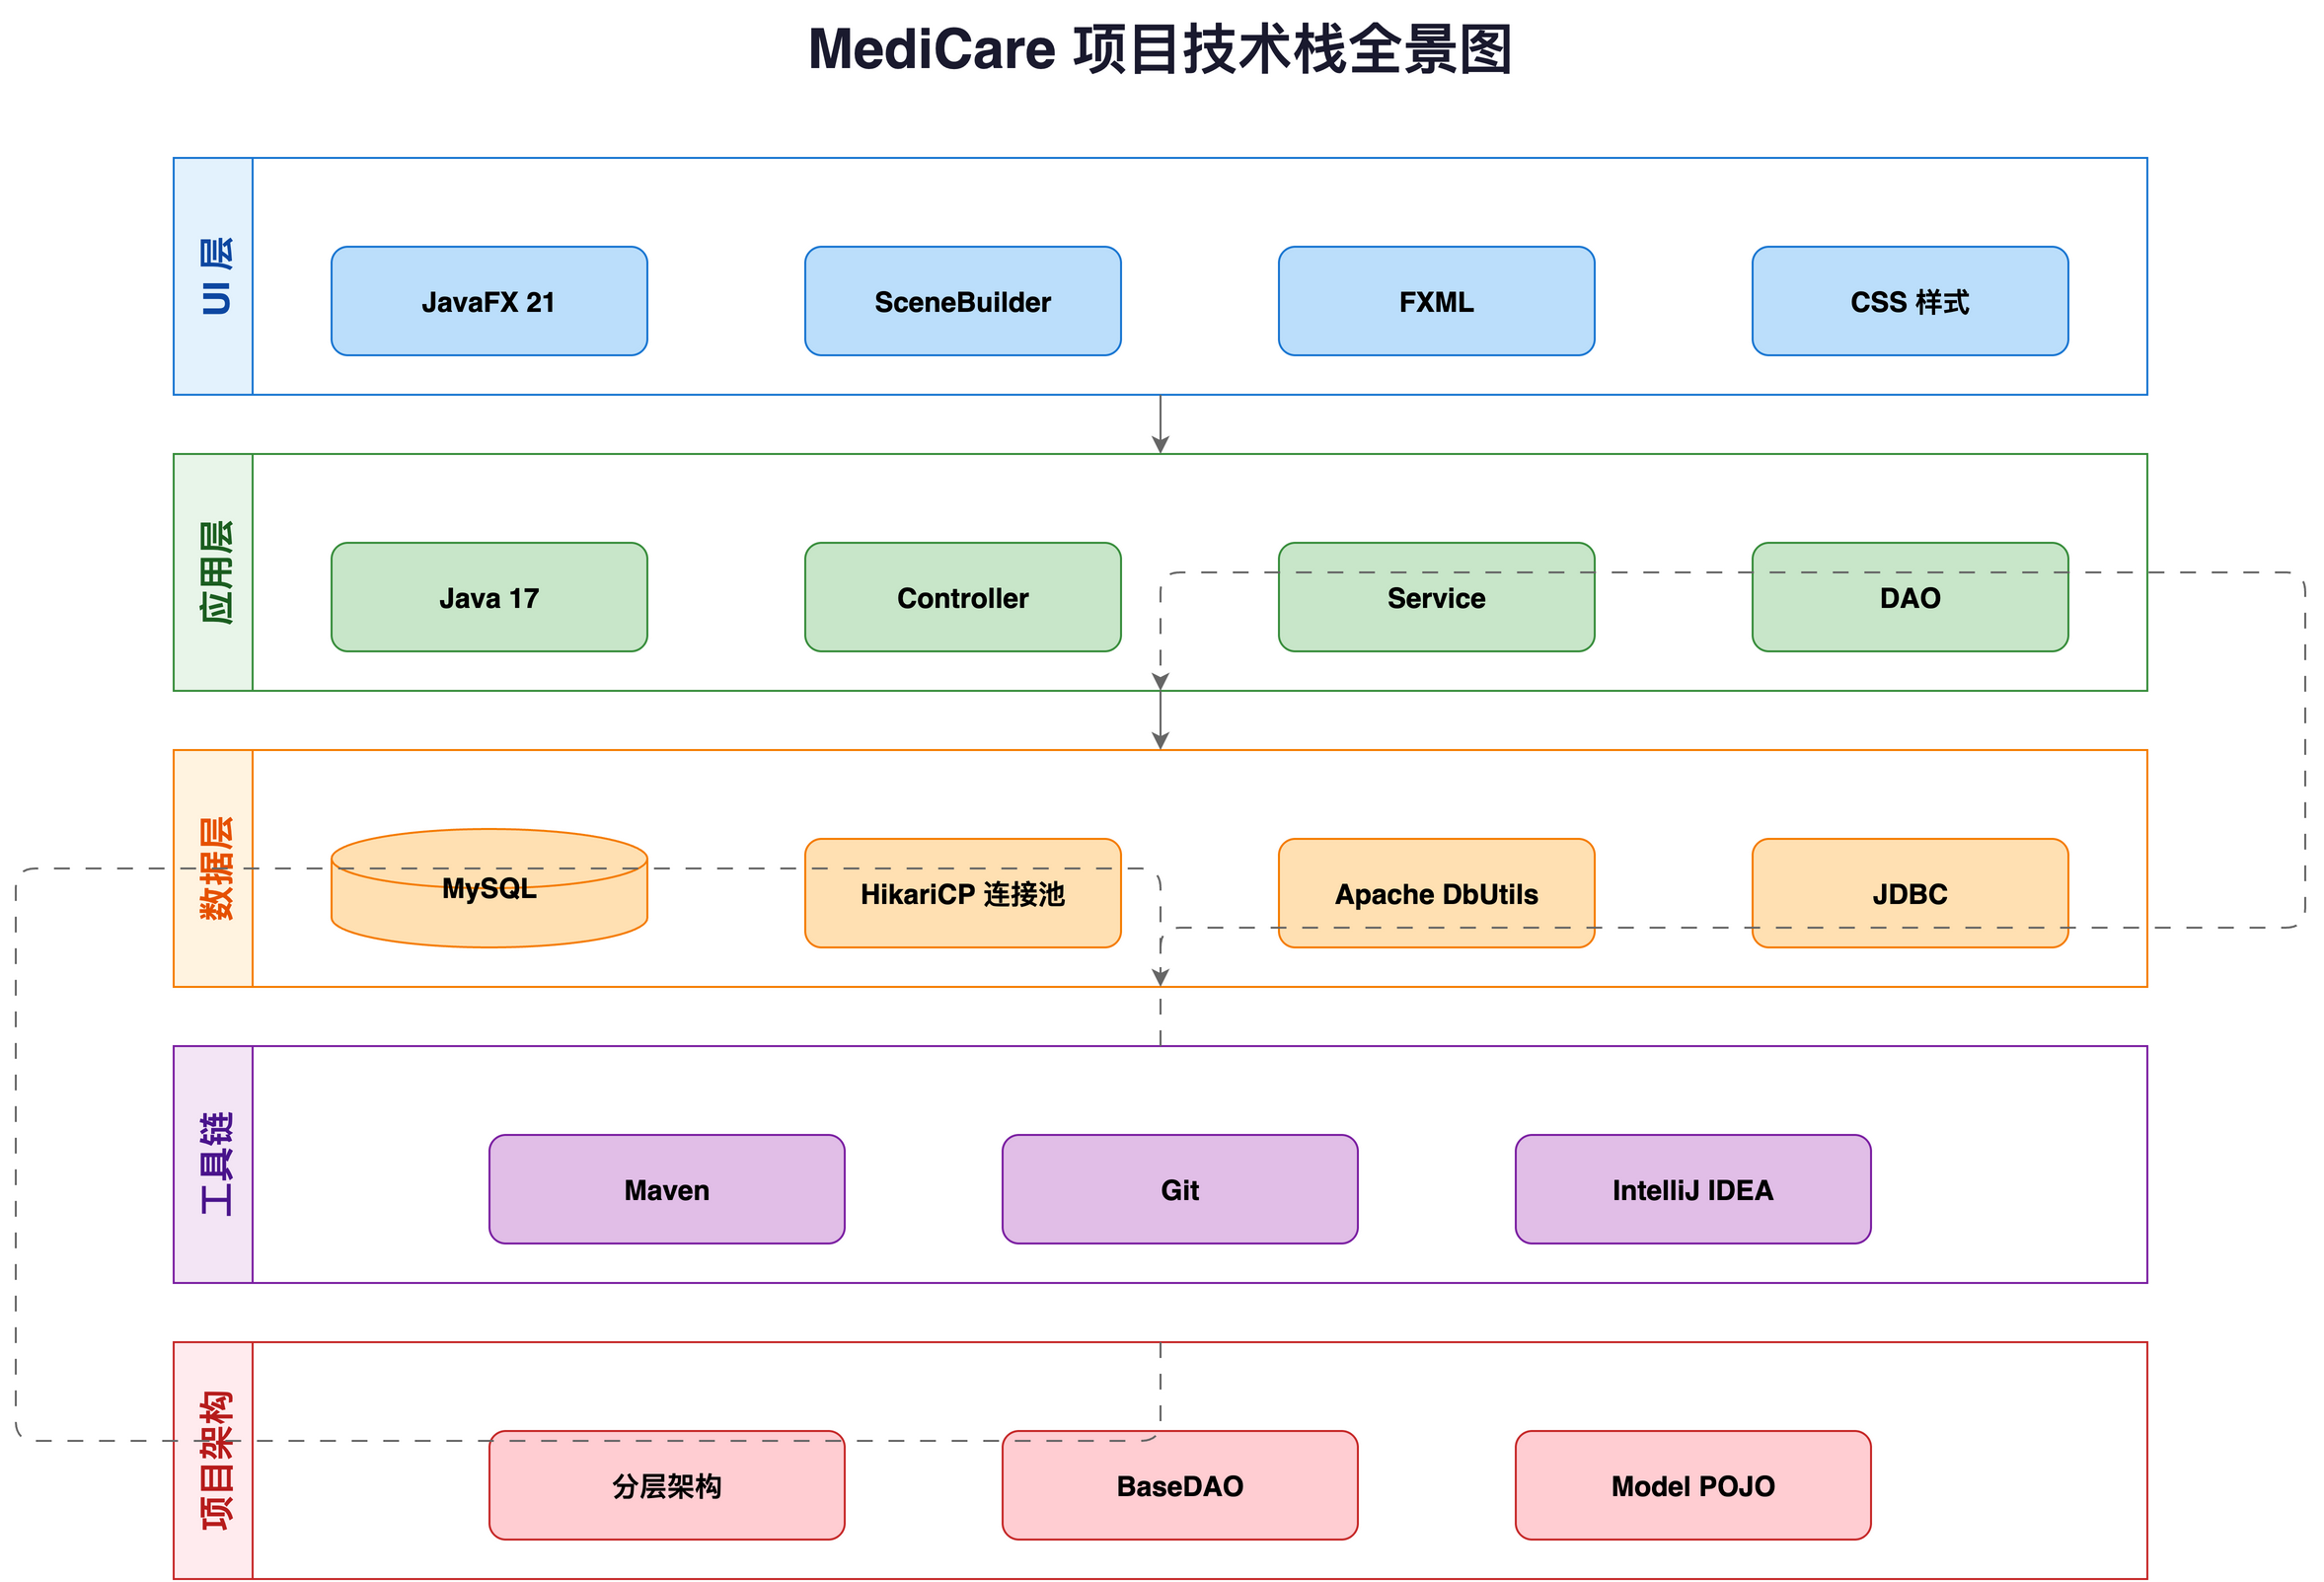 MediCare 项目技术栈全景图
UI 层
JavaFX 21
SceneBuilder
FXML
CSS 样式
应用层
Java 17
Controller
Service
DAO
数据层
MySQL
HikariCP 连接池
Apache DbUtils
JDBC
工具链
Maven
Git
IntelliJ IDEA
项目架构
分层架构
BaseDAO
Model POJO